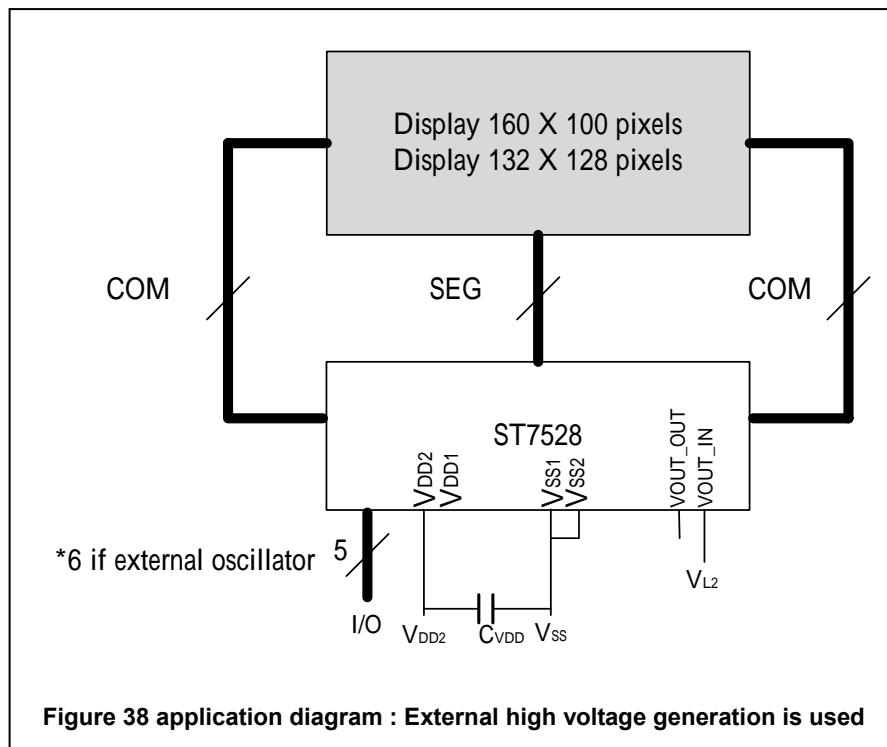 Display 160 X 100 pixels
Display 132 X 128 pixels
COM
SEG
COM
ST7528
VDD2
VDD1
VSS1
VSS2
VOUT_OUT
VOUT_IN
*6 if external oscillator
5
I/O
VDD2
CVDD
VSS
VL2
Figure 38 application diagram : External high voltage generation is used